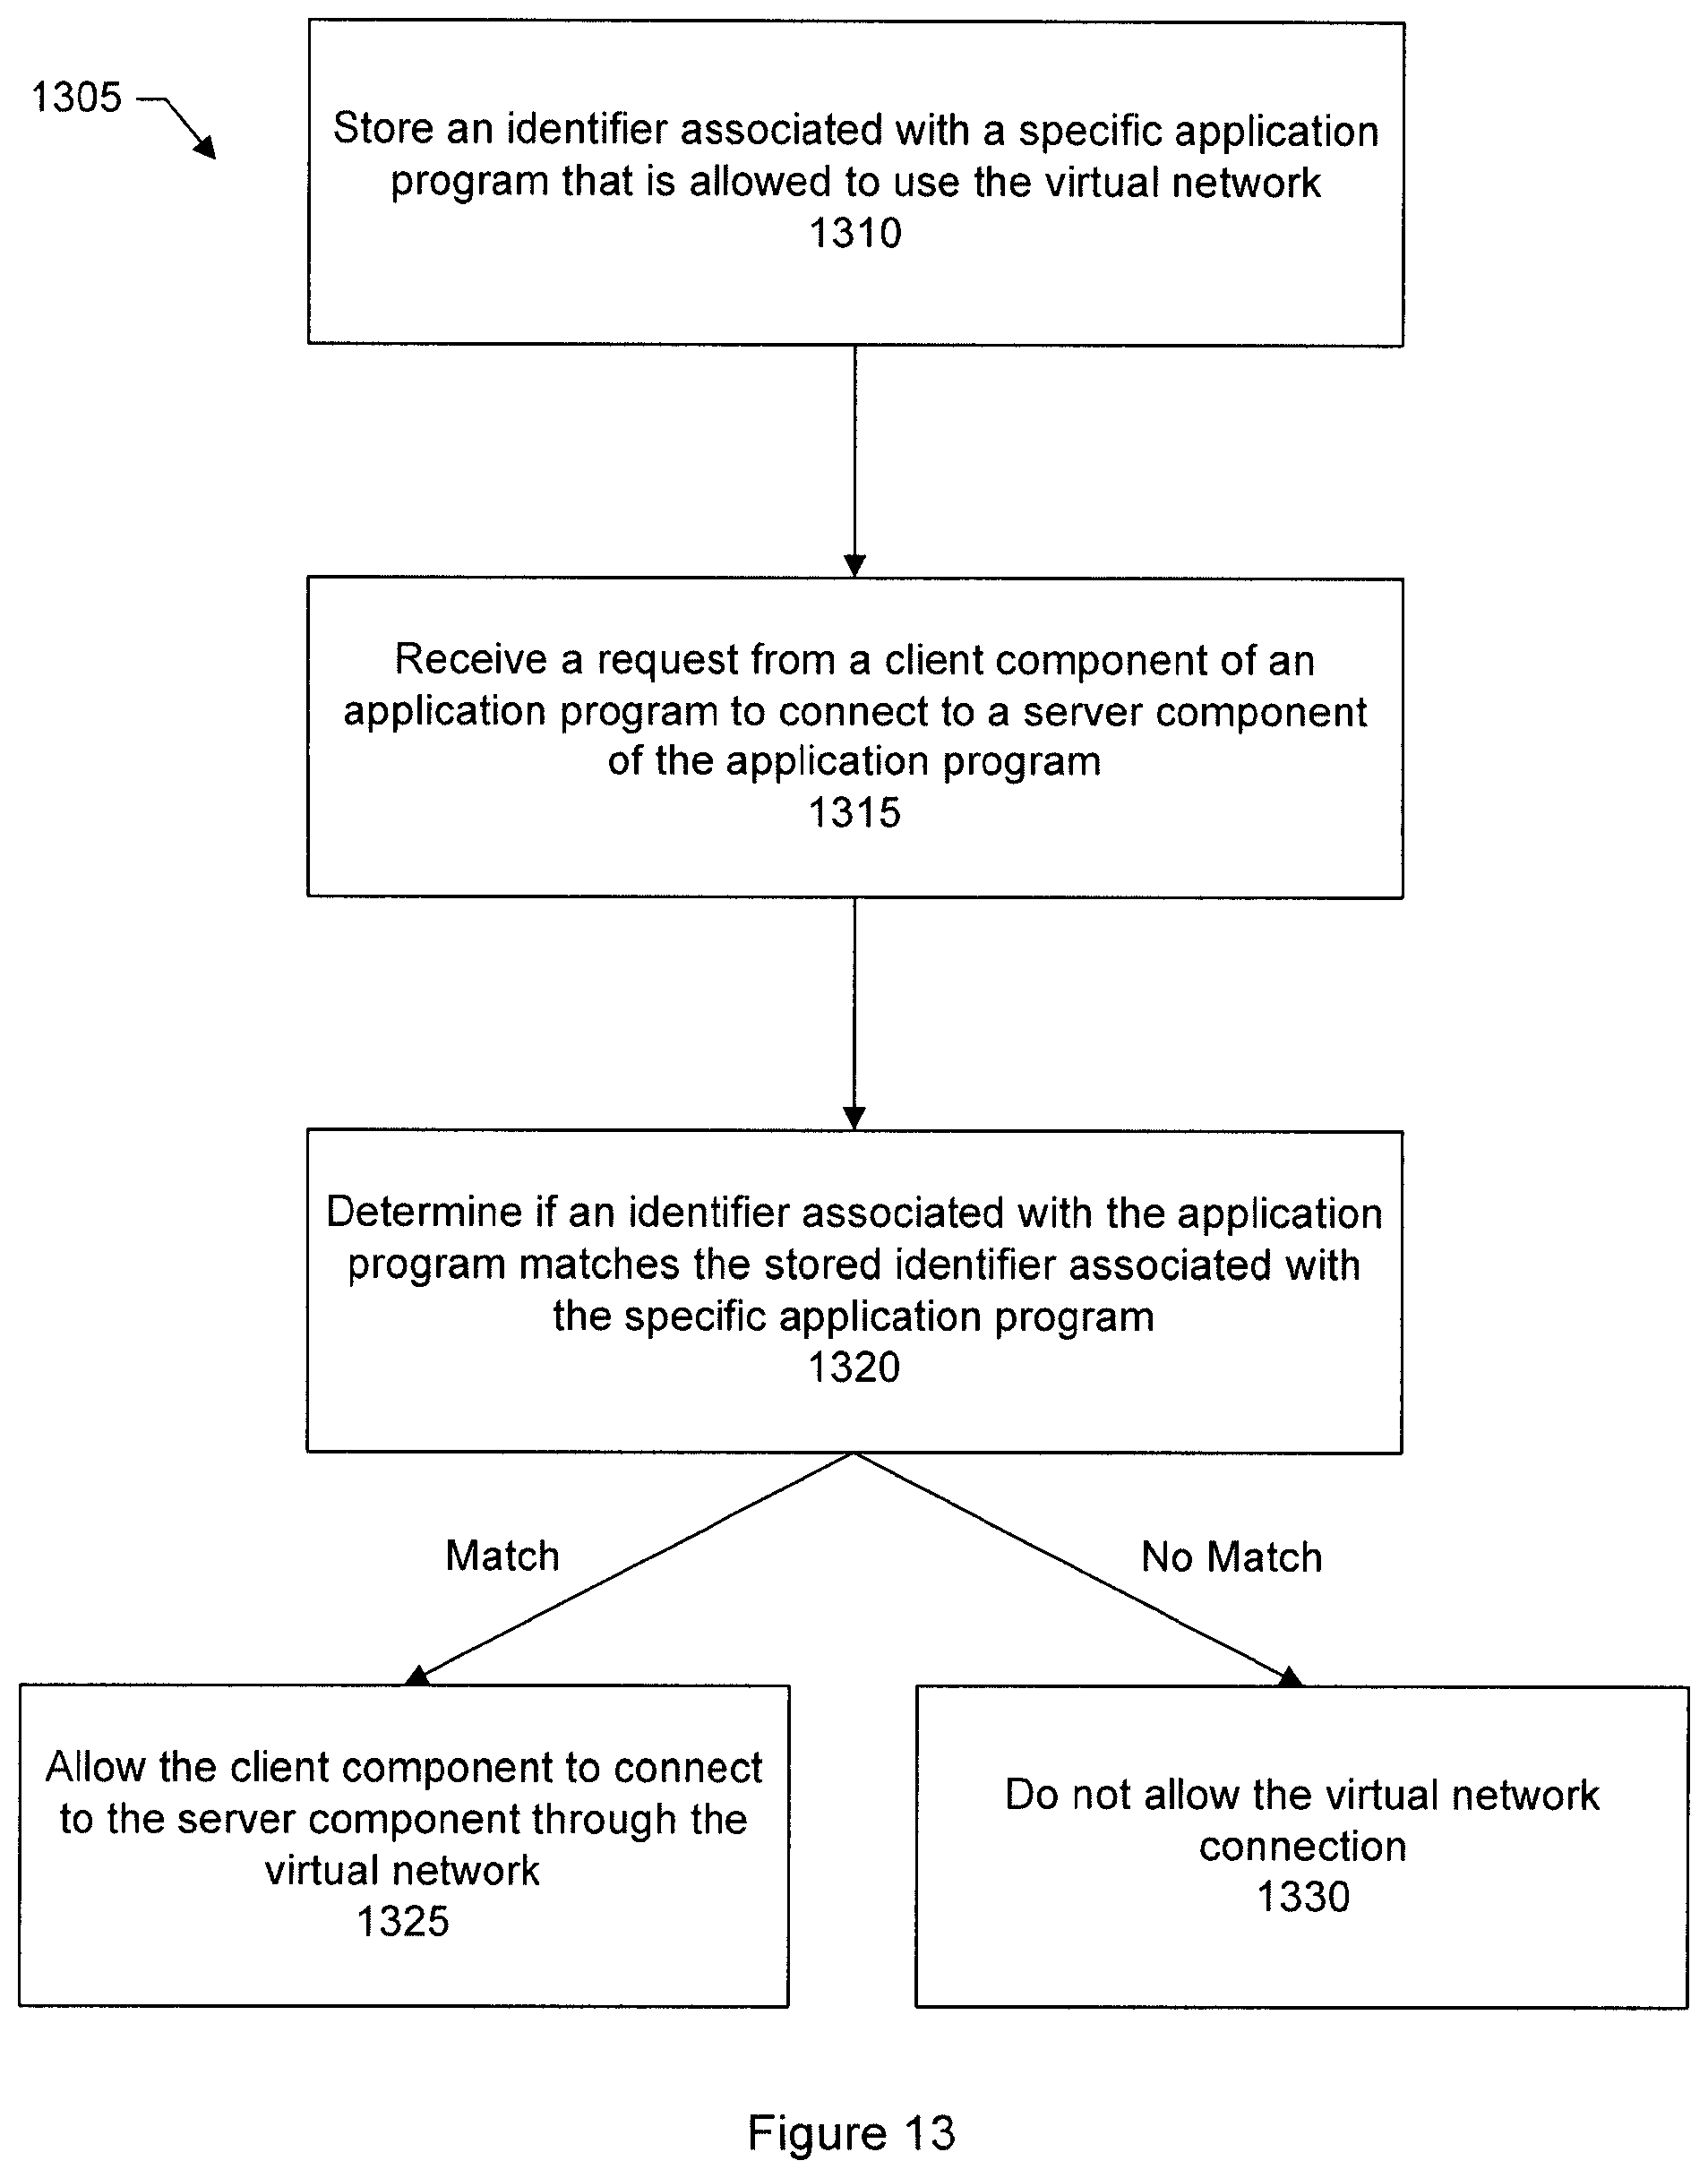 1305
Store an identifier associated with a specific application
program that is allowed to use the virtual network
1310
Receive a request from a client component of an
application program to connect to a server component
of the application program
1315
Determine if an identifier associated with the application
program matches the stored identifier associated with
the specific application program
1320
Match
No Match
Allow the client component to connect
to the server component through the
virtual network
1325
Do not allow the virtual network
connection
1330
Figure 13